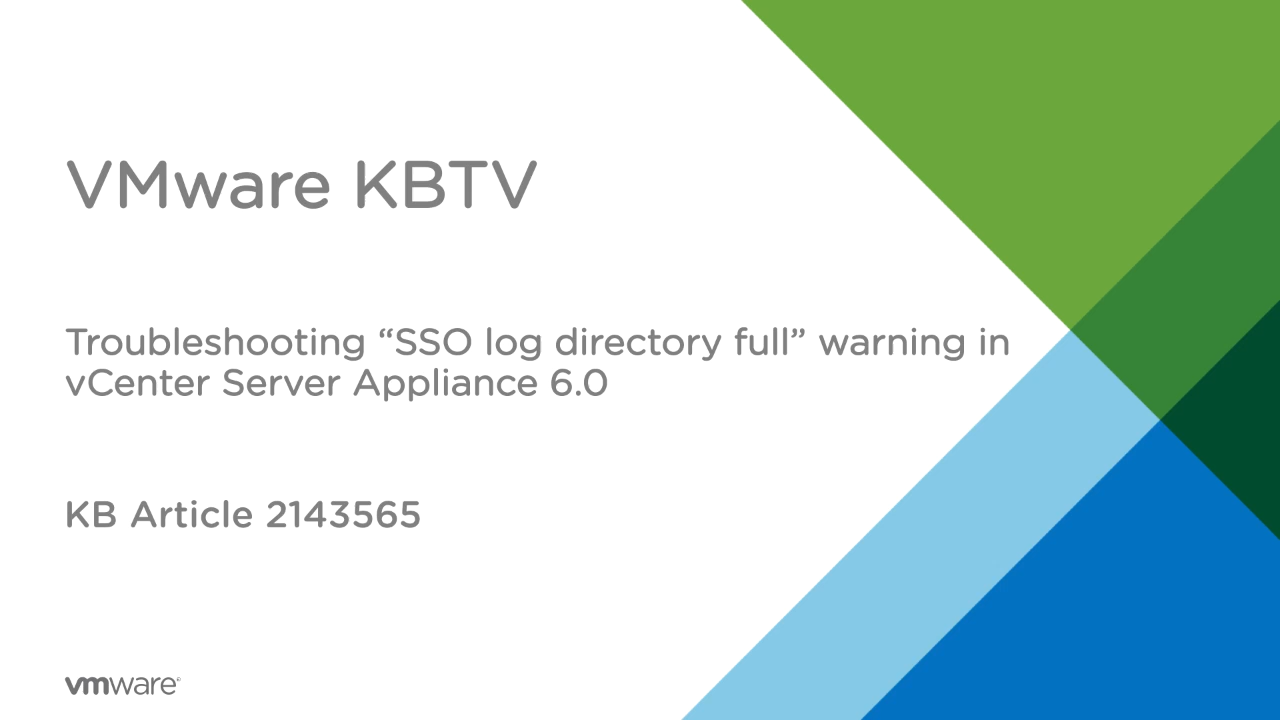 VMware KBTV
Troubleshooting “SSO log directory full” warning in
vCenter Server Appliance 6.0
KB Article 2143565
vmware